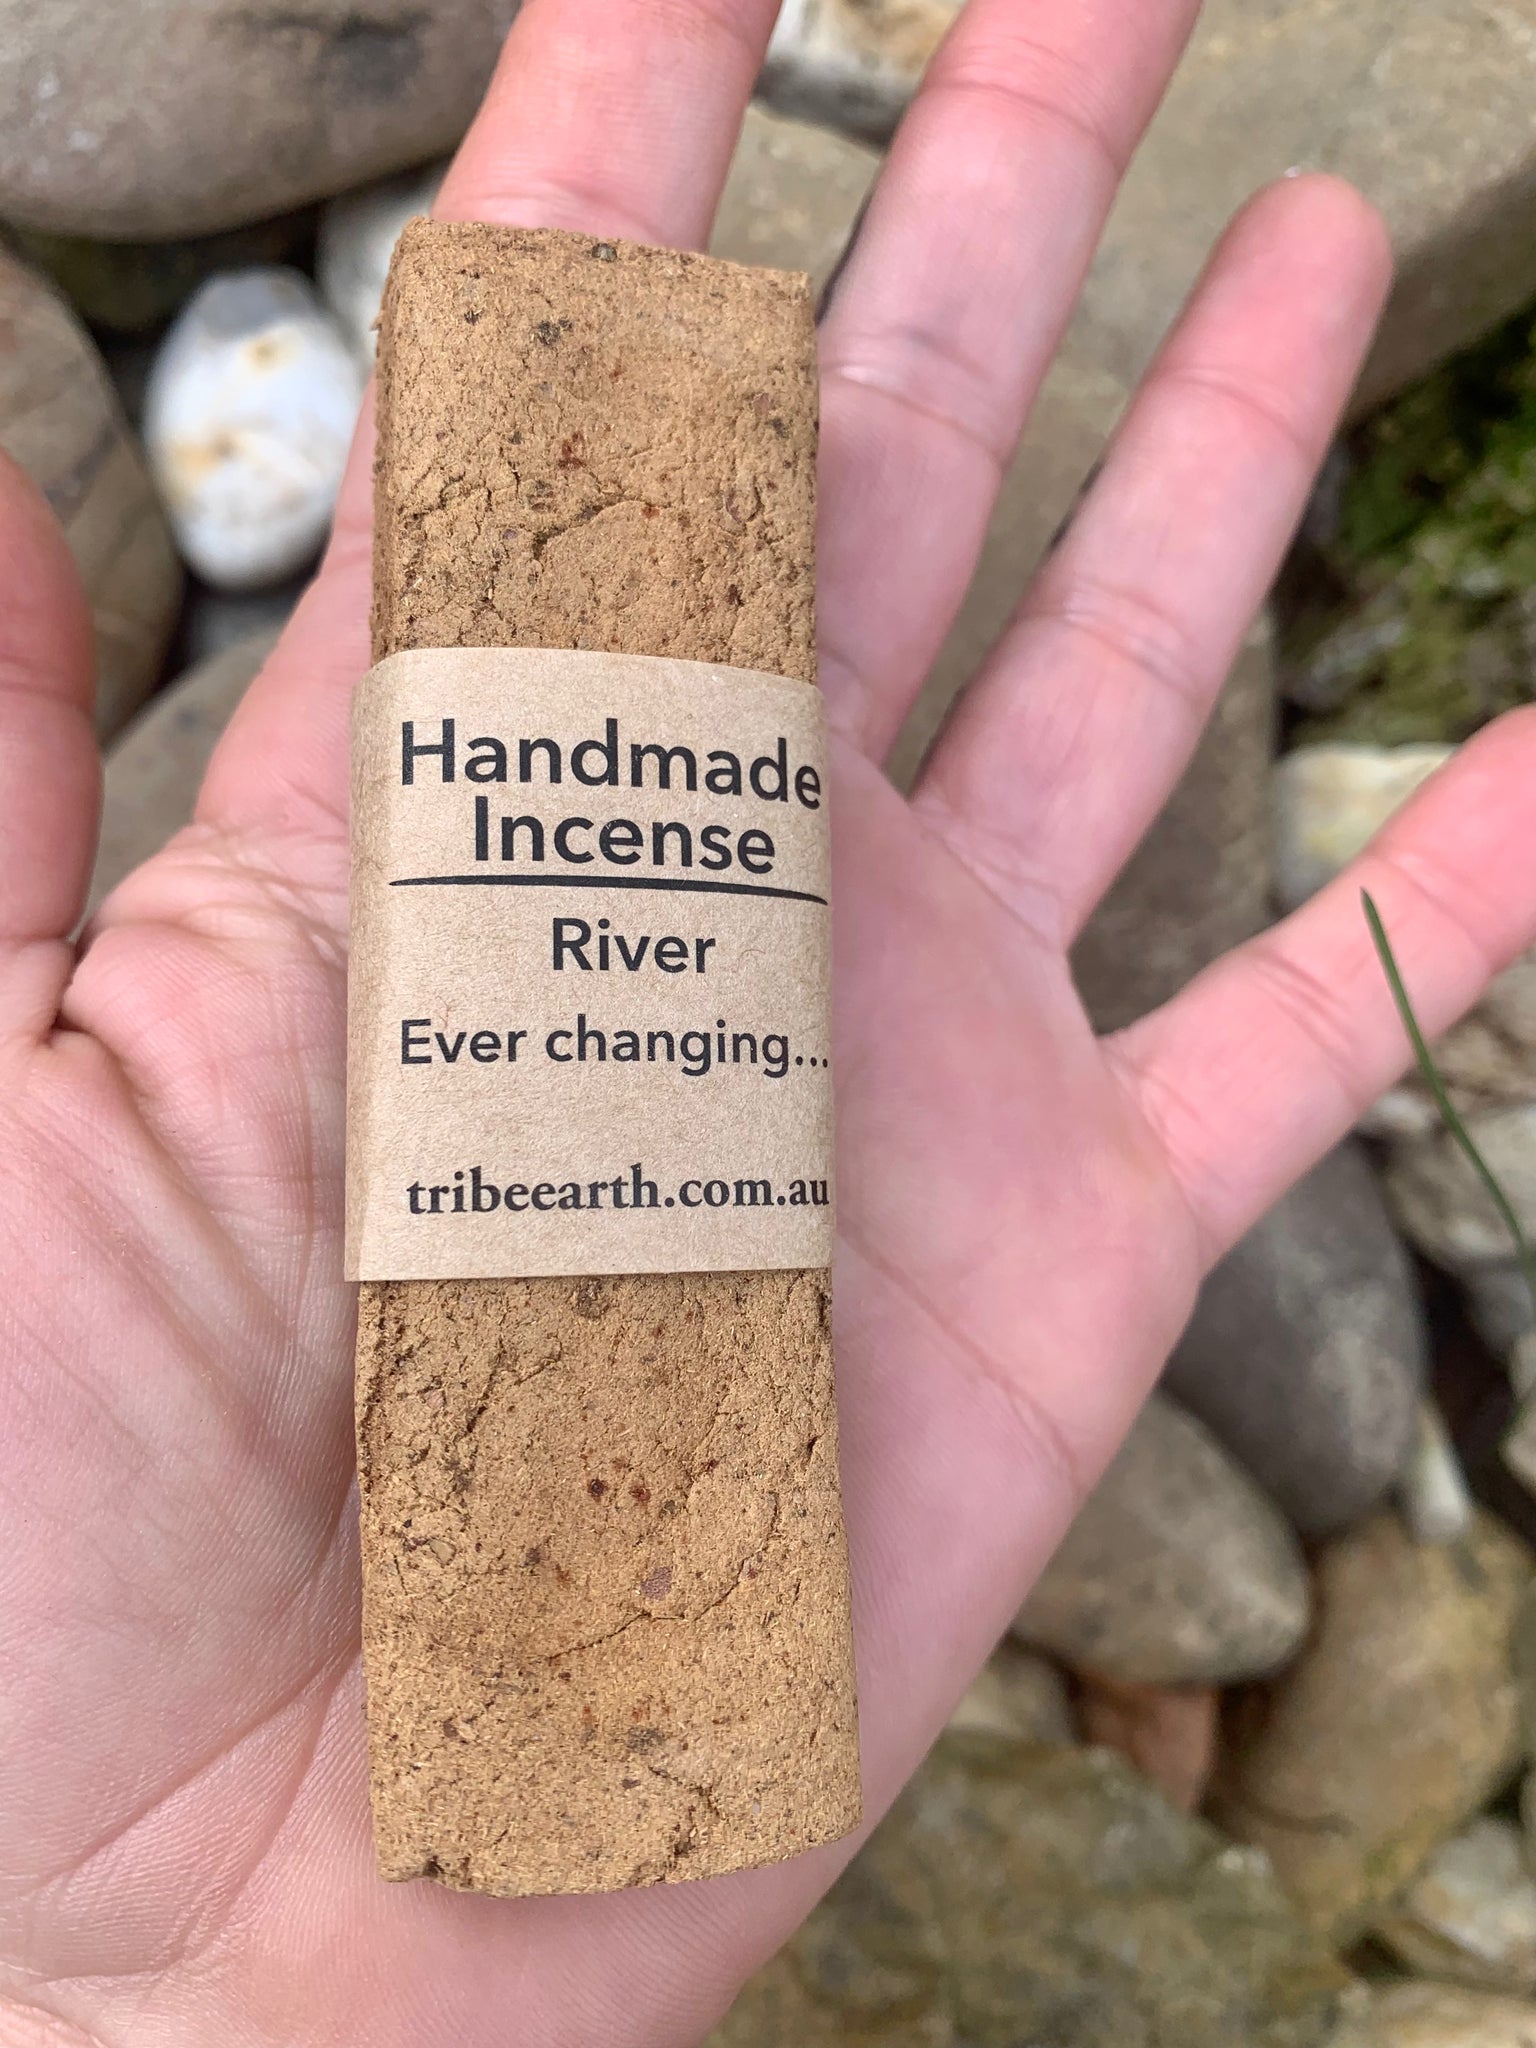 Handmade
Incense
River
Ever changing...
tribeearth.com.au